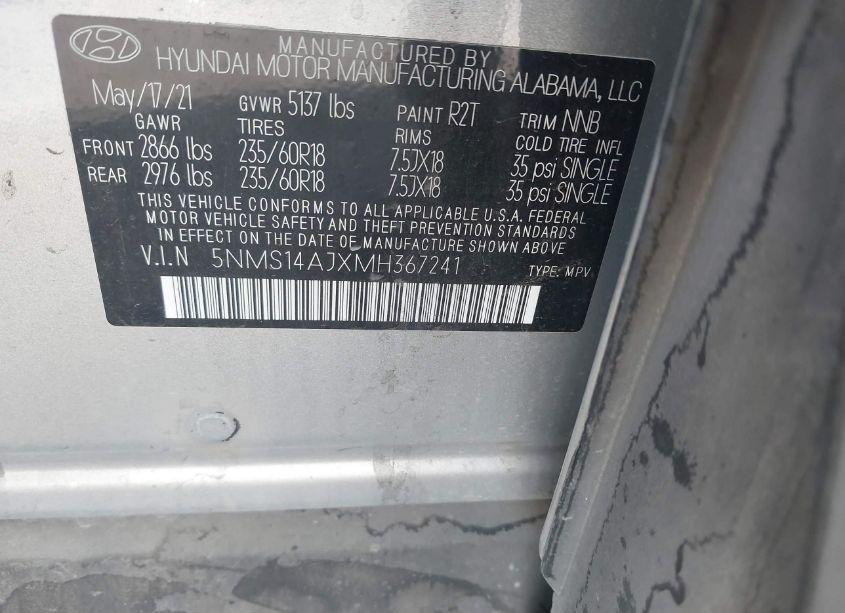 MANUFACTURED BY
HYUNDAI MOTOR MANUFACTURING ALABAMA, LLC
May/17/21 GVWR 5137 lbs PAINT R2T TRIM NNB
GAWR TIRES RIMS COLD TIRE INFL
FRONT 2866 lbs 235/60R18 7.5JX18 35 psi SINGLE
REAR 2976 lbs 235/60R18 7.5JX18 35 psi SINGLE
THIS VEHICLE CONFORMS TO ALL APPLICABLE U.S.A. FEDERAL
MOTOR VEHICLE SAFETY AND THEFT PREVENTION STANDARDS
IN EFFECT ON THE DATE OF MANUFACTURE SHOWN ABOVE.
V.I.N 5NMS14AJXMH367241 TYPE: MPV